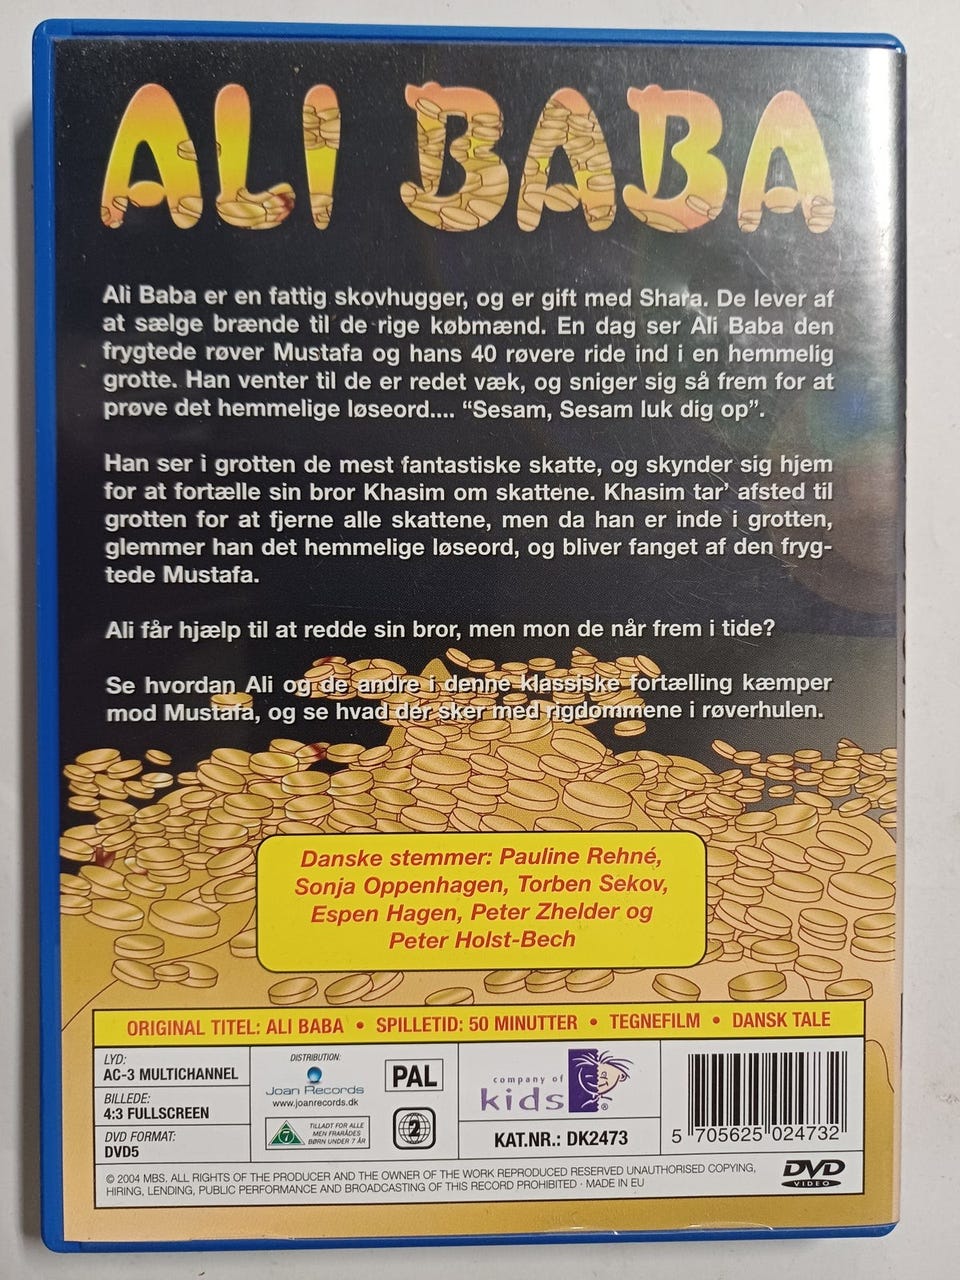 ALI BABA
Ali Baba er en fattig skovhugger, og er gift med Shara. De lever af
at sælge brænde til de rige købmænd. En dag ser Ali Baba den
frygtede røver Mustafa og hans 40 røvere ride ind i en hemmelig
grotte. Han venter til de er redet væk, og sniger sig så frem for at
prøve det hemmelige løseord.... “Sesam, Sesam luk dig op”.
Han ser i grotten de mest fantastiske skatte, og skynder sig hjem
for at fortælle sin bror Khasim om skattene. Khasim tar’ afsted til
grotten for at fjerne alle skattene, men da han er inde i grotten,
glemmer han det hemmelige løseord, og bliver fanget af den fryg-
tede Mustafa.
Ali får hjælp til at redde sin bror, men mon de når frem i tide?
Se hvordan Ali og de andre i denne klassiske fortælling kæmper
mod Mustafa, og se hvad der sker med rigdommene i røverhulen.
Danske stemmer: Pauline Rehné,
Sonja Oppenhagen, Torben Sekov,
Espen Hagen, Peter Zhelder og
Peter Holst-Bech
ORIGINAL TITEL: ALI BABA • SPILLETID: 50 MINUTTER • TEGNEFILM • DANSK TALE
LYD:
AC-3 MULTICHANNEL
BILLEDE:
4:3 FULLSCREEN
DVD FORMAT:
DVD5
DISTRIBUTION:
Joan Records
www.joanrecords.dk
7
TILLADT FOR ALLE
MEN FRARÅDES
BØRN UNDER 7 ÅR
PAL
2
company of
kids
®
KAT.NR.: DK2473
5 705625 024732
© 2004 MBS. ALL RIGHTS OF THE PRODUCER AND THE OWNER OF THE WORK REPRODUCED RESERVED UNAUTHORISED COPYING,
HIRING, LENDING, PUBLIC PERFORMANCE AND BROADCASTING OF THIS RECORD PROHIBITED · MADE IN EU
DVD
VIDEO